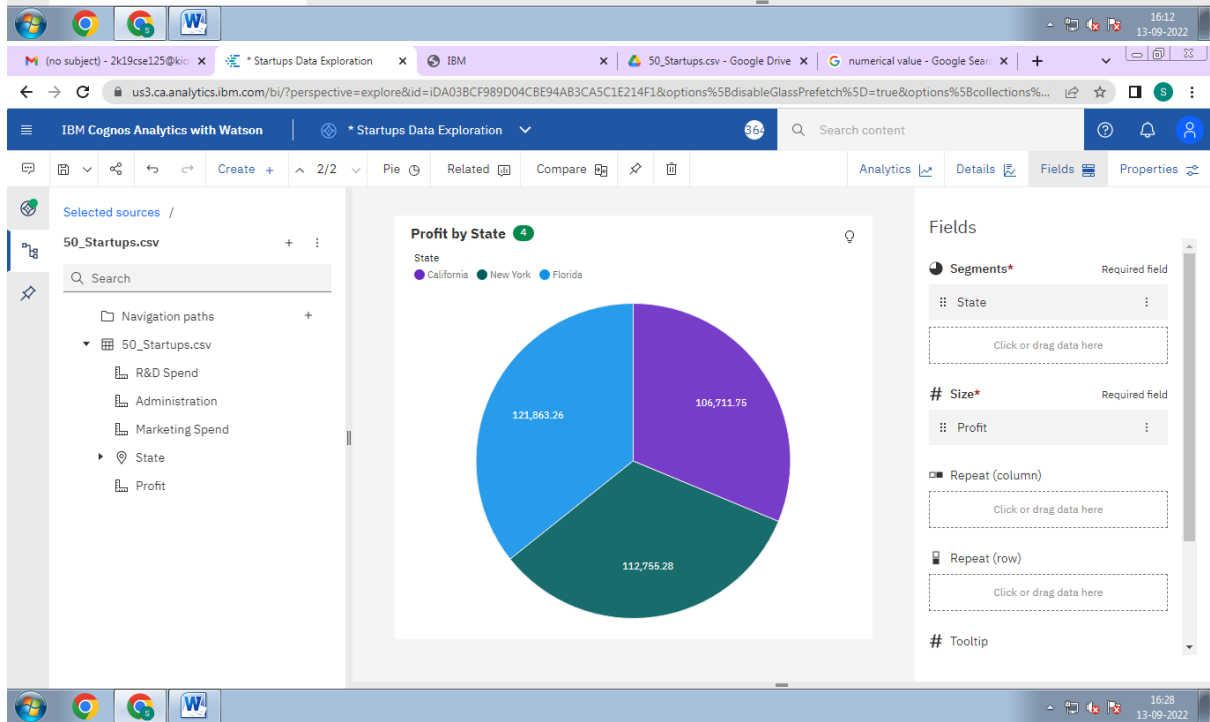 16:12
13-09-2022
(no subject) - 2k19cse125@kio
* Startups Data Exploration
IBM
50_Startups.csv - Google Drive
numerical value - Google Sear
us3.ca.analytics.ibm.com/bi/?perspective=explore&id=iDA03BCF989D04CBE94AB3CA5C1E214F1&options%5BdisableGlassPrefetch%5D=true&options%5Bcollections%...
S
IBM Cognos Analytics with Watson
* Startups Data Exploration
364
Search content
Create +
2/2
Pie
Related
Compare
Analytics
Details
Fields
Properties
Selected sources /
50_Startups.csv
Search
Navigation paths
50_Startups.csv
R&D Spend
Administration
Marketing Spend
State
Profit
Profit by State 4
State
California New York Florida
106,711.75
121,863.26
112,755.28
Fields
Segments* Required field
State
Click or drag data here
# Size* Required field
Profit
Repeat (column)
Click or drag data here
Repeat (row)
Click or drag data here
# Tooltip
16:28
13-09-2022